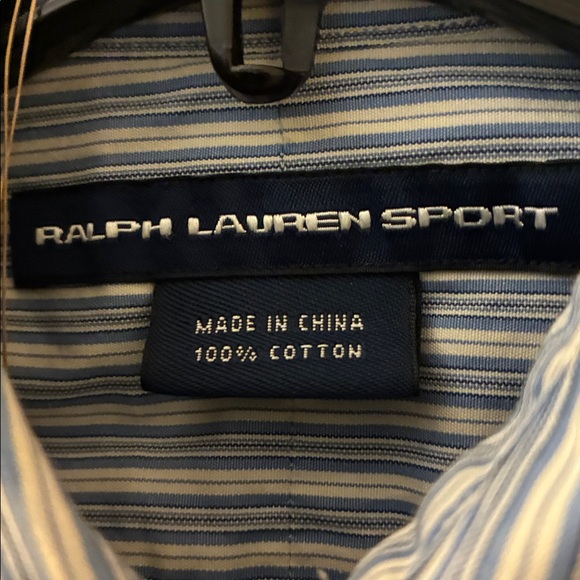 RALPH LAUREN SPORT
MADE IN CHINA
100% COTTON